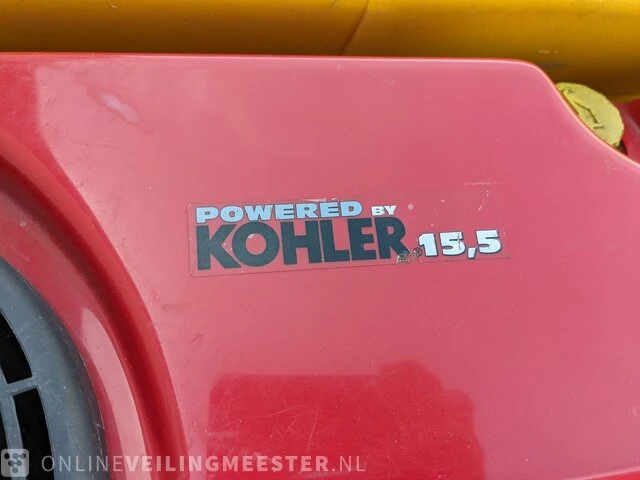 POWERED BY
KOHLER 15,5
ONLINEVEILINGMEESTER.NL